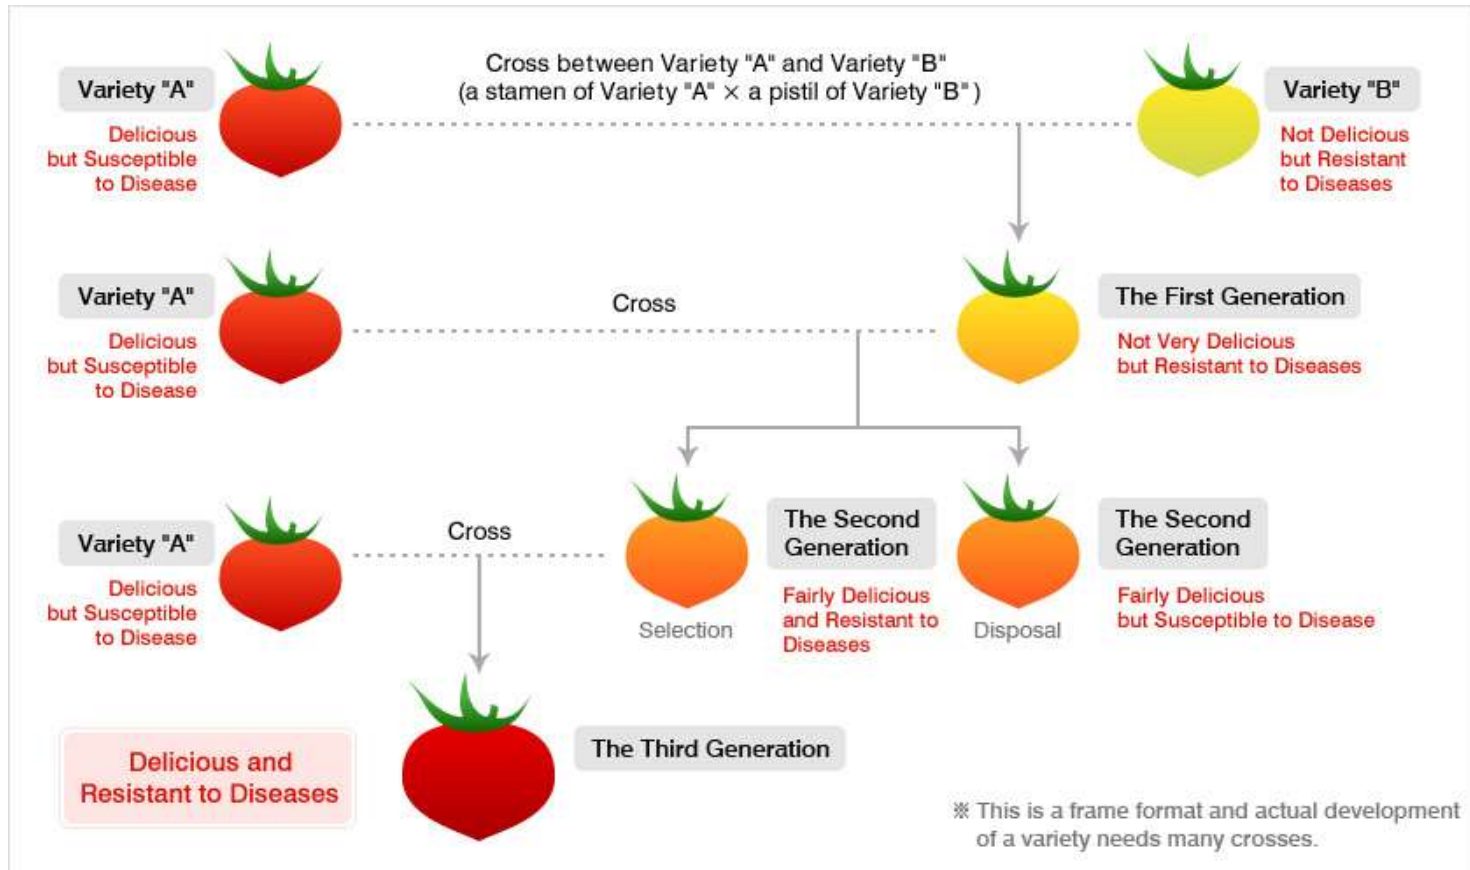 Cross between Variety "A" and Variety "B"
(a stamen of Variety "A" × a pistil of Variety "B")
Variety "A"
Delicious
but Susceptible
to Disease
Variety "B"
Not Delicious
but Resistant
to Diseases
Variety "A"
Delicious
but Susceptible
to Disease
Cross
The First Generation
Not Very Delicious
but Resistant to Diseases
Variety "A"
Delicious
but Susceptible
to Disease
Cross
Selection
The Second
Generation
Fairly Delicious
and Resistant to
Diseases
Disposal
The Second
Generation
Fairly Delicious
but Susceptible to Disease
Delicious and
Resistant to Diseases
The Third Generation
※ This is a frame format and actual development
of a variety needs many crosses.